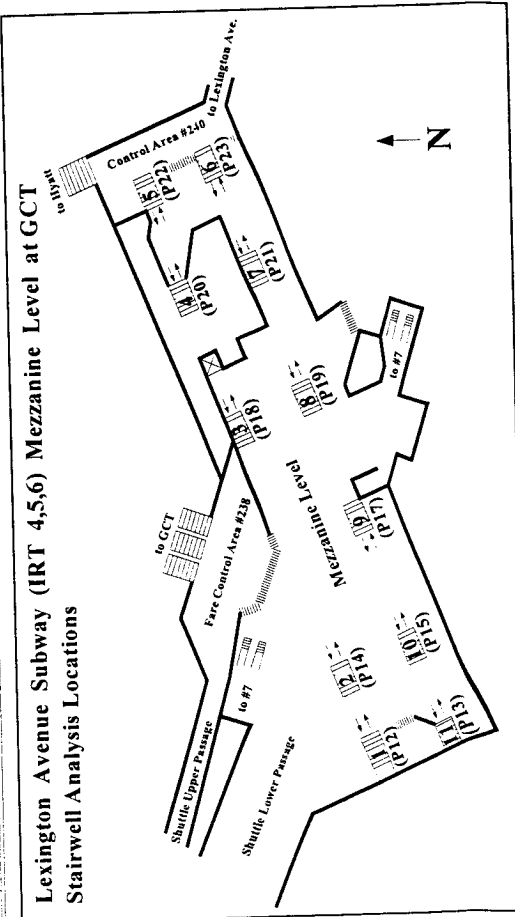 Lexington Avenue Subway (IRT 4,5,6) Mezzanine Level at GCT
Stairwell Analysis Locations
to Hyatt
Control Area #240
to Lexington Ave.
5
(P22)
6
(P23)
4
(P20)
7
(P21)
3
(P18)
8
(P19)
to GCT
Fare Control Area #238
to #7
Mezzanine Level
9
(P17)
to #7
Shuttle Upper Passage
Shuttle Lower Passage
2
(P14)
10
(P15)
1
(P12)
11
(P13)
N